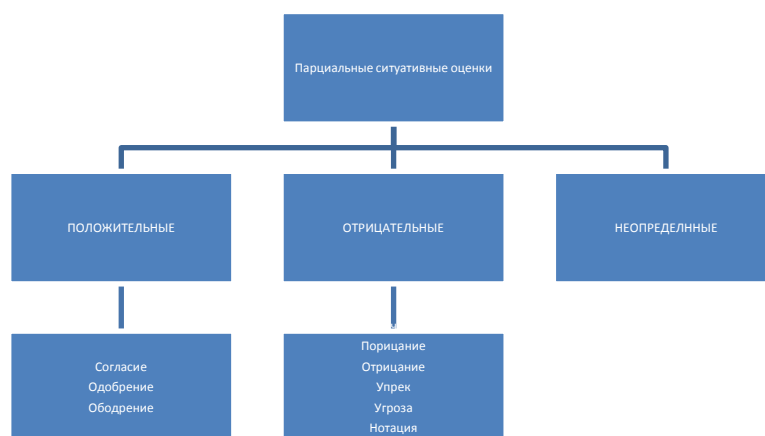 Парциальные ситуативные оценки
ПОЛОЖИТЕЛЬНЫЕ
ОТРИЦАТЕЛЬНЫЕ
НЕОПРЕДЕЛННЫЕ
Согласие
Одобрение
Ободрение
Порицание
Отрицание
Упрек
Угроза
Нотация